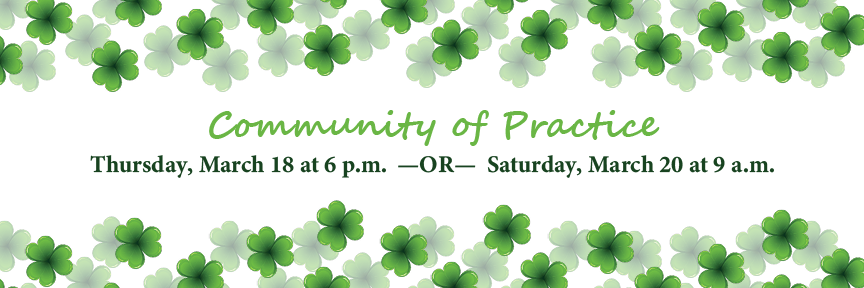 Community of Practice
Thursday, March 18 at 6 p.m. —OR— Saturday, March 20 at 9 a.m.